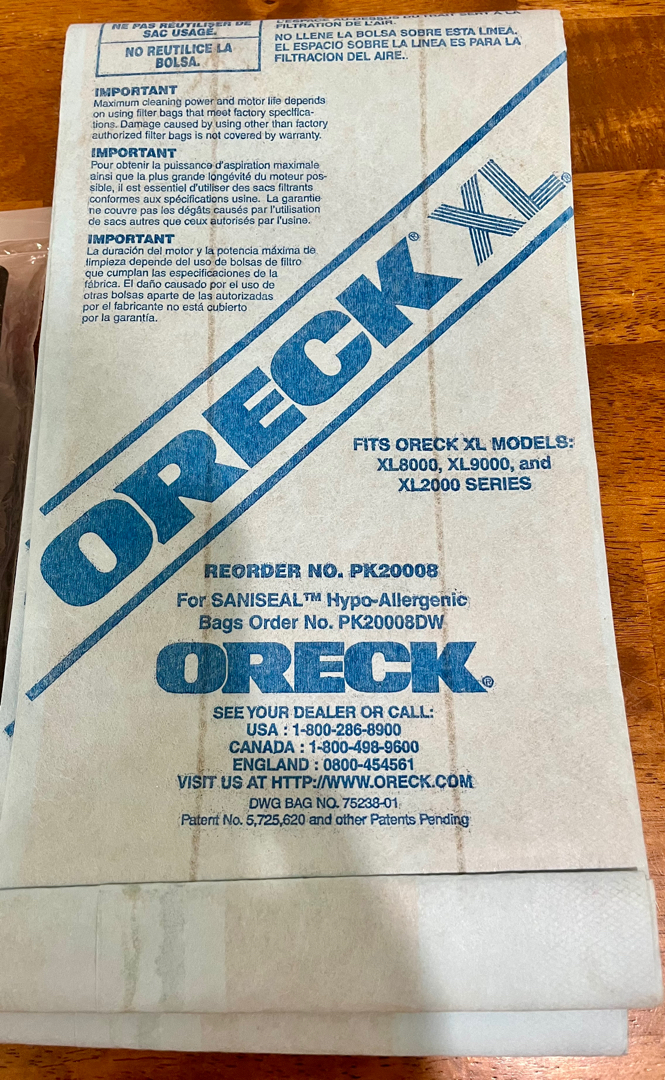 NE PAS RÉUTILISER DE
SAC USAGÉ.
NO REUTILICE LA
BOLSA.
L'ESPACE AU-DESSUS DU TRAIT SERT À LA
FILTRATION DE L'AIR.
NO LLENE LA BOLSA SOBRE ESTA LINEA.
EL ESPACIO SOBRE LA LINEA ES PARA LA
FILTRACION DEL AIRE.
IMPORTANT
Maximum cleaning power and motor life depends
on using filter bags that meet factory specifica-
tions. Damage caused by using other than factory
authorized filter bags is not covered by warranty.
IMPORTANT
Pour obtenir la puissance d'aspiration maximale
ainsi que la plus grande longévité du moteur pos-
sible, il est essentiel d'utiliser des sacs filtrants
conformes aux spécifications usine. La garantie
ne couvre pas les dégâts causés par l'utilisation
de sacs autres que ceux autorisés par l'usine.
IMPORTANT
La duración del motor y la potencia máxima de
limpieza depende del uso de bolsas de filtro
que cumplan las especificaciones de la
fábrica. El daño causado por el uso de
otras bolsas aparte de las autorizadas
por el fabricante no está cubierto
por la garantía.
ORECK® XL®
FITS ORECK XL MODELS:
XL8000, XL9000, and
XL2000 SERIES
REORDER NO. PK20008
For SANISEAL™ Hypo-Allergenic
Bags Order No. PK20008DW
ORECK®
SEE YOUR DEALER OR CALL:
USA : 1-800-286-8900
CANADA : 1-800-498-9600
ENGLAND : 0800-454561
VISIT US AT HTTP://WWW.ORECK.COM
DWG BAG NO. 75238-01
Patent No. 5,725,620 and other Patents Pending